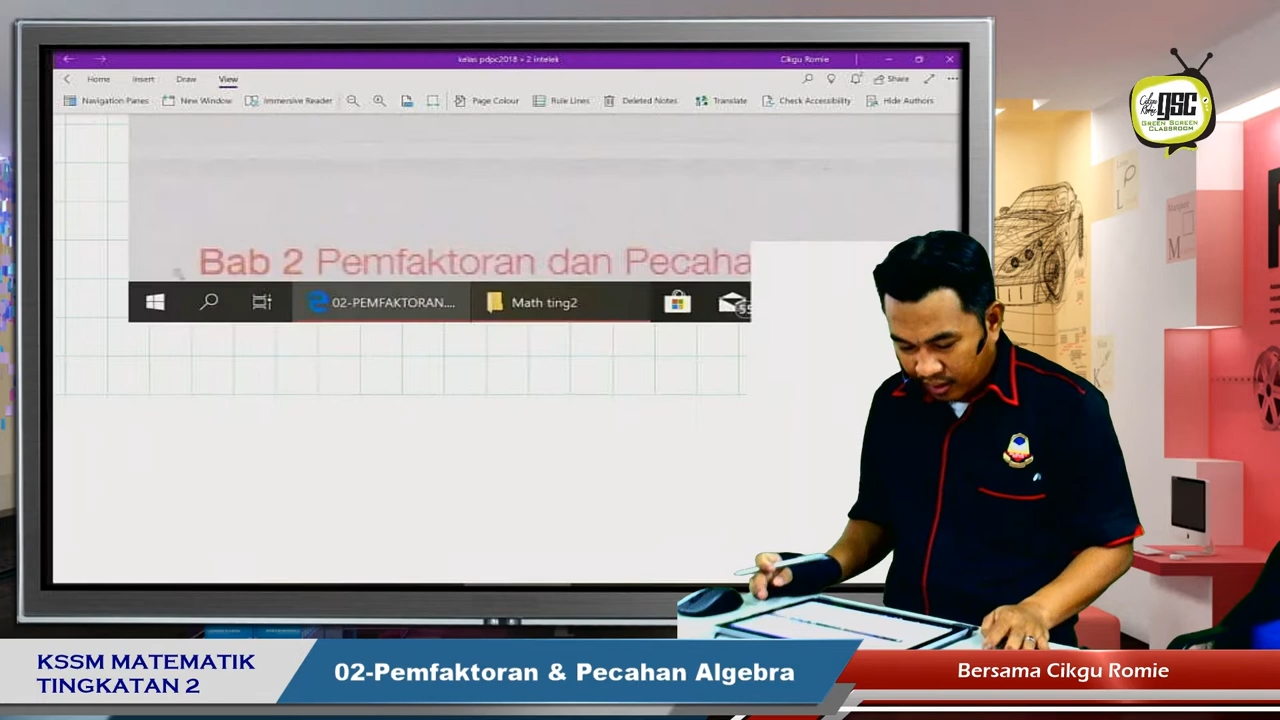 kelas pdpc2018 » 2 intelek
Cikgu Romie
Home Insert Draw View
Share
Navigation Panes New Window Immersive Reader Page Colour Rule Lines Deleted Notes Translate Check Accessibility Hide Authors
Bab 2 Pemfaktoran dan Pecaha
02-PEMFAKTORAN....
Math ting2
Cikgu Romie
gsc
GREEN SCREEN
CLASSROOM
L
M
K
KSSM MATEMATIK
TINGKATAN 2
02-Pemfaktoran & Pecahan Algebra
Bersama Cikgu Romie